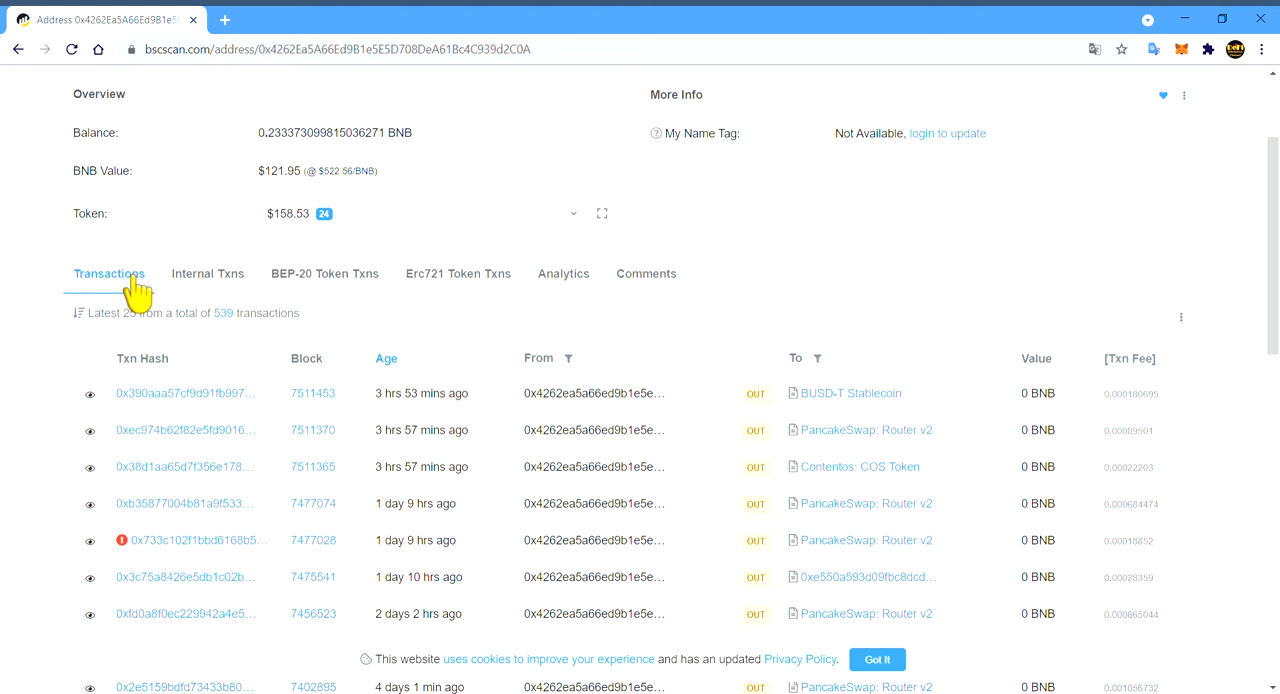 Address 0x4262Ea5A66Ed9B1e5
bscscan.com/address/0x4262Ea5A66Ed9B1e5E5D708DeA61Bc4C939d2C0A
Overview
More Info
Balance: 0.233373099815036271 BNB
My Name Tag: Not Available, login to update
BNB Value: $121.95 (@ $522 56/BNB)
Token: $158.53 24
Transactions Internal Txns BEP-20 Token Txns Erc721 Token Txns Analytics Comments
Latest 25 from a total of 539 transactions
Txn Hash Block Age From To Value [Txn Fee]
0x390aaa57cf9d91fb997... 7511453 3 hrs 53 mins ago 0x4262ea5a66ed9b1e5e... OUT BUSD-T Stablecoin 0 BNB 0.000180695
0xec974b62f82e5fd9016... 7511370 3 hrs 57 mins ago 0x4262ea5a66ed9b1e5e... OUT PancakeSwap: Router v2 0 BNB 0.00089501
0x38d1aa65d7f356e178... 7511365 3 hrs 57 mins ago 0x4262ea5a66ed9b1e5e... OUT Contentos: COS Token 0 BNB 0.00022203
0xb35877004b81a9f533... 7477074 1 day 9 hrs ago 0x4262ea5a66ed9b1e5e... OUT PancakeSwap: Router v2 0 BNB 0.000684474
0x733c102f1bbd6168b5... 7477028 1 day 9 hrs ago 0x4262ea5a66ed9b1e5e... OUT PancakeSwap: Router v2 0 BNB 0.00018852
0x3c75a8426e5db1c02b... 7475541 1 day 10 hrs ago 0x4262ea5a66ed9b1e5e... OUT 0xe550a593d09fbc8dcd... 0 BNB 0.00028359
0xfd0a8f0ec229942a4e5... 7456523 2 days 2 hrs ago 0x4262ea5a66ed9b1e5e... OUT PancakeSwap: Router v2 0 BNB 0.000865044
This website uses cookies to improve your experience and has an updated Privacy Policy. Got It
0x2e5159bdfd73433b80... 7402895 4 days 1 min ago 0x4262ea5a66ed9b1e5e... OUT PancakeSwap: Router v2 0 BNB 0.001056732